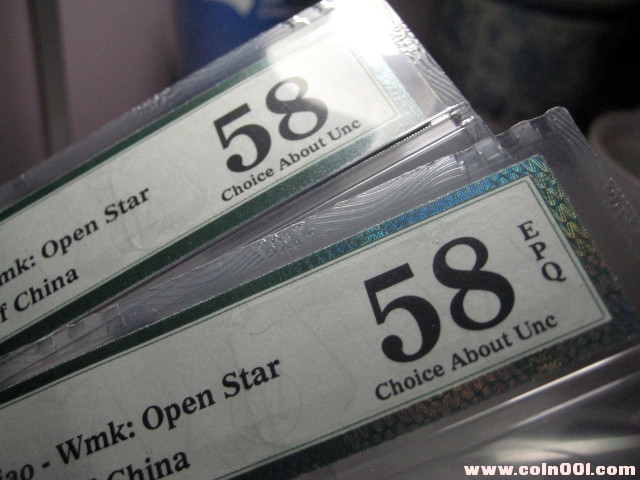 58
Choice About Unc
mk: Open Star
f China
58
EPQ
Choice About Unc
iao - Wmk: Open Star
China
www.coin001.com